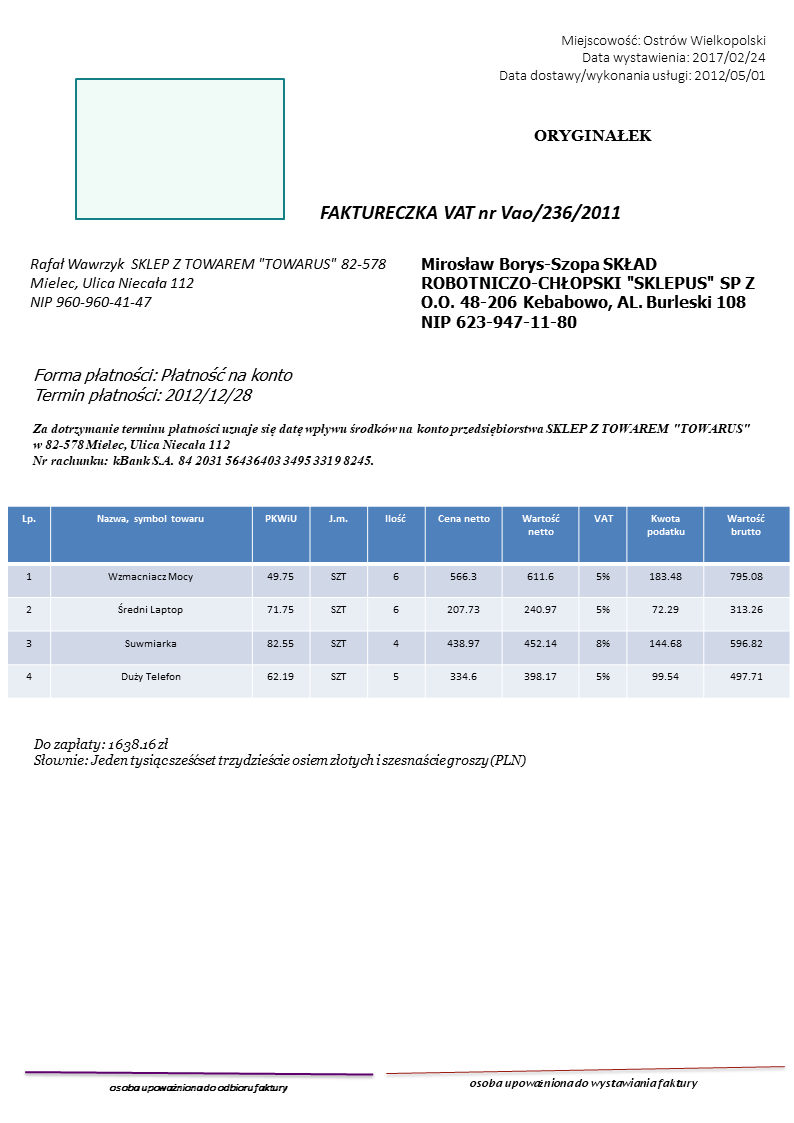 Miejscowość: Ostrów Wielkopolski
Data wystawienia: 2017/02/24
Data dostawy/wykonania usługi: 2012/05/01
ORYGINAŁEK
FAKTURECZKA VAT nr Vao/236/2011
Rafał Wawrzyk SKLEP Z TOWAREM "TOWARUS" 82-578
Mielec, Ulica Niecała 112
NIP 960-960-41-47
Mirosław Borys-Szopa SKŁAD
ROBOTNICZO-CHŁOPSKI "SKLEPUS" SP Z
O.O. 48-206 Kebabowo, AL. Burleski 108
NIP 623-947-11-80
Forma płatności: Płatność na konto
Termin płatności: 2012/12/28
Za dotrzymanie terminu płatności uznaje się datę wpływu środków na konto przedsiębiorstwa SKLEP Z TOWAREM "TOWARUS"
w 82-578 Mielec, Ulica Niecała 112
Nr rachunku: kBank S.A. 84 2031 5643 6403 3495 3319 8245.
Lp. Nazwa, symbol towaru PKWiU J.m. Ilość Cena netto Wartość netto VAT Kwota podatku Wartość brutto
1 Wzmacniacz Mocy 49.75 SZT 6 566.3 611.6 5% 183.48 795.08
2 Średni Laptop 71.75 SZT 6 207.73 240.97 5% 72.29 313.26
3 Suwmiarka 82.55 SZT 4 438.97 452.14 8% 144.68 596.82
4 Duży Telefon 62.19 SZT 5 334.6 398.17 5% 99.54 497.71
Do zapłaty: 1638.16 zł
Słownie: Jeden tysiąc sześćset trzydzieście osiem złotych i szesnaście groszy (PLN)
osoba upoważniona do odbioru faktury
osoba upoważniona do wystawiania faktury